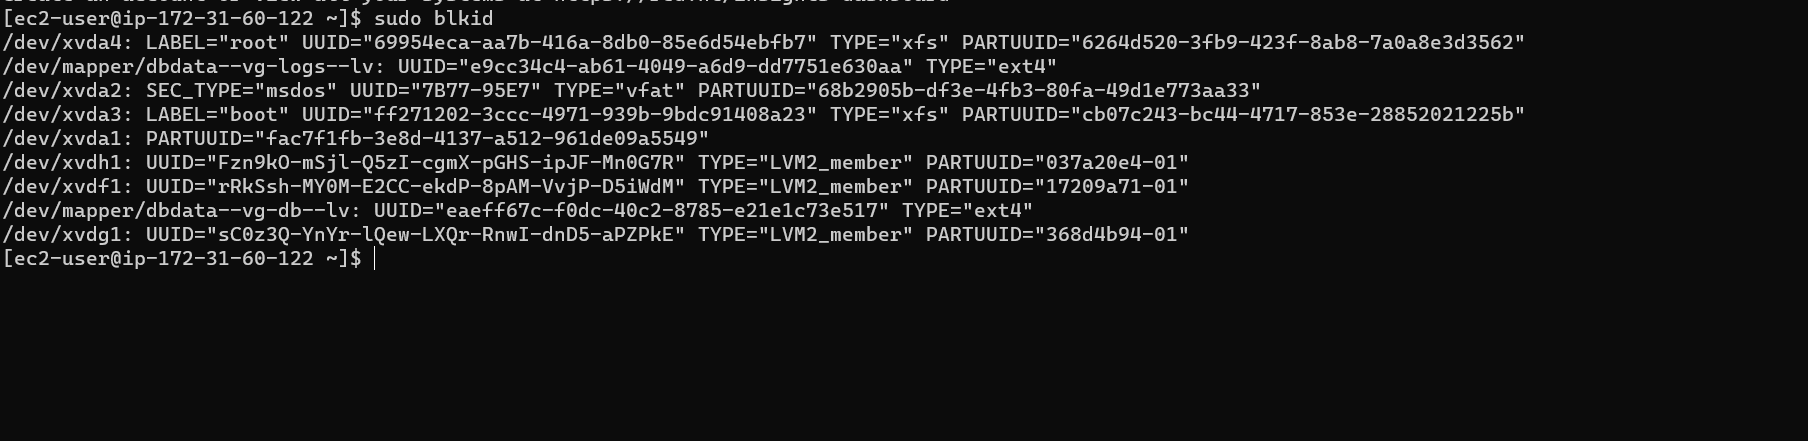 [ec2-user@ip-172-31-60-122 ~]$ sudo blkid
/dev/xvda4: LABEL="root" UUID="69954eca-aa7b-416a-8db0-85e6d54ebfb7" TYPE="xfs" PARTUUID="6264d520-3fb9-423f-8ab8-7a0a8e3d3562"
/dev/mapper/dbdata--vg-logs--lv: UUID="e9cc34c4-ab61-4049-a6d9-dd7751e630aa" TYPE="ext4"
/dev/xvda2: SEC_TYPE="msdos" UUID="7B77-95E7" TYPE="vfat" PARTUUID="68b2905b-df3e-4fb3-80fa-49d1e773aa33"
/dev/xvda3: LABEL="boot" UUID="ff271202-3ccc-4971-939b-9bdc91408a23" TYPE="xfs" PARTUUID="cb07c243-bc44-4717-853e-28852021225b"
/dev/xvda1: PARTUUID="fac7f1fb-3e8d-4137-a512-961de09a5549"
/dev/xvdh1: UUID="Fzn9kO-mSjl-Q5zI-cgmX-pGHS-ipJF-Mn0G7R" TYPE="LVM2_member" PARTUUID="037a20e4-01"
/dev/xvdf1: UUID="rRkSsh-MY0M-E2CC-ekdP-8pAM-VvjP-D5iWdM" TYPE="LVM2_member" PARTUUID="17209a71-01"
/dev/mapper/dbdata--vg-db--lv: UUID="eaeff67c-f0dc-40c2-8785-e21e1c73e517" TYPE="ext4"
/dev/xvdg1: UUID="sC0z3Q-YnYr-lQew-LXQr-RnwI-dnD5-aPZPkE" TYPE="LVM2_member" PARTUUID="368d4b94-01"
[ec2-user@ip-172-31-60-122 ~]$